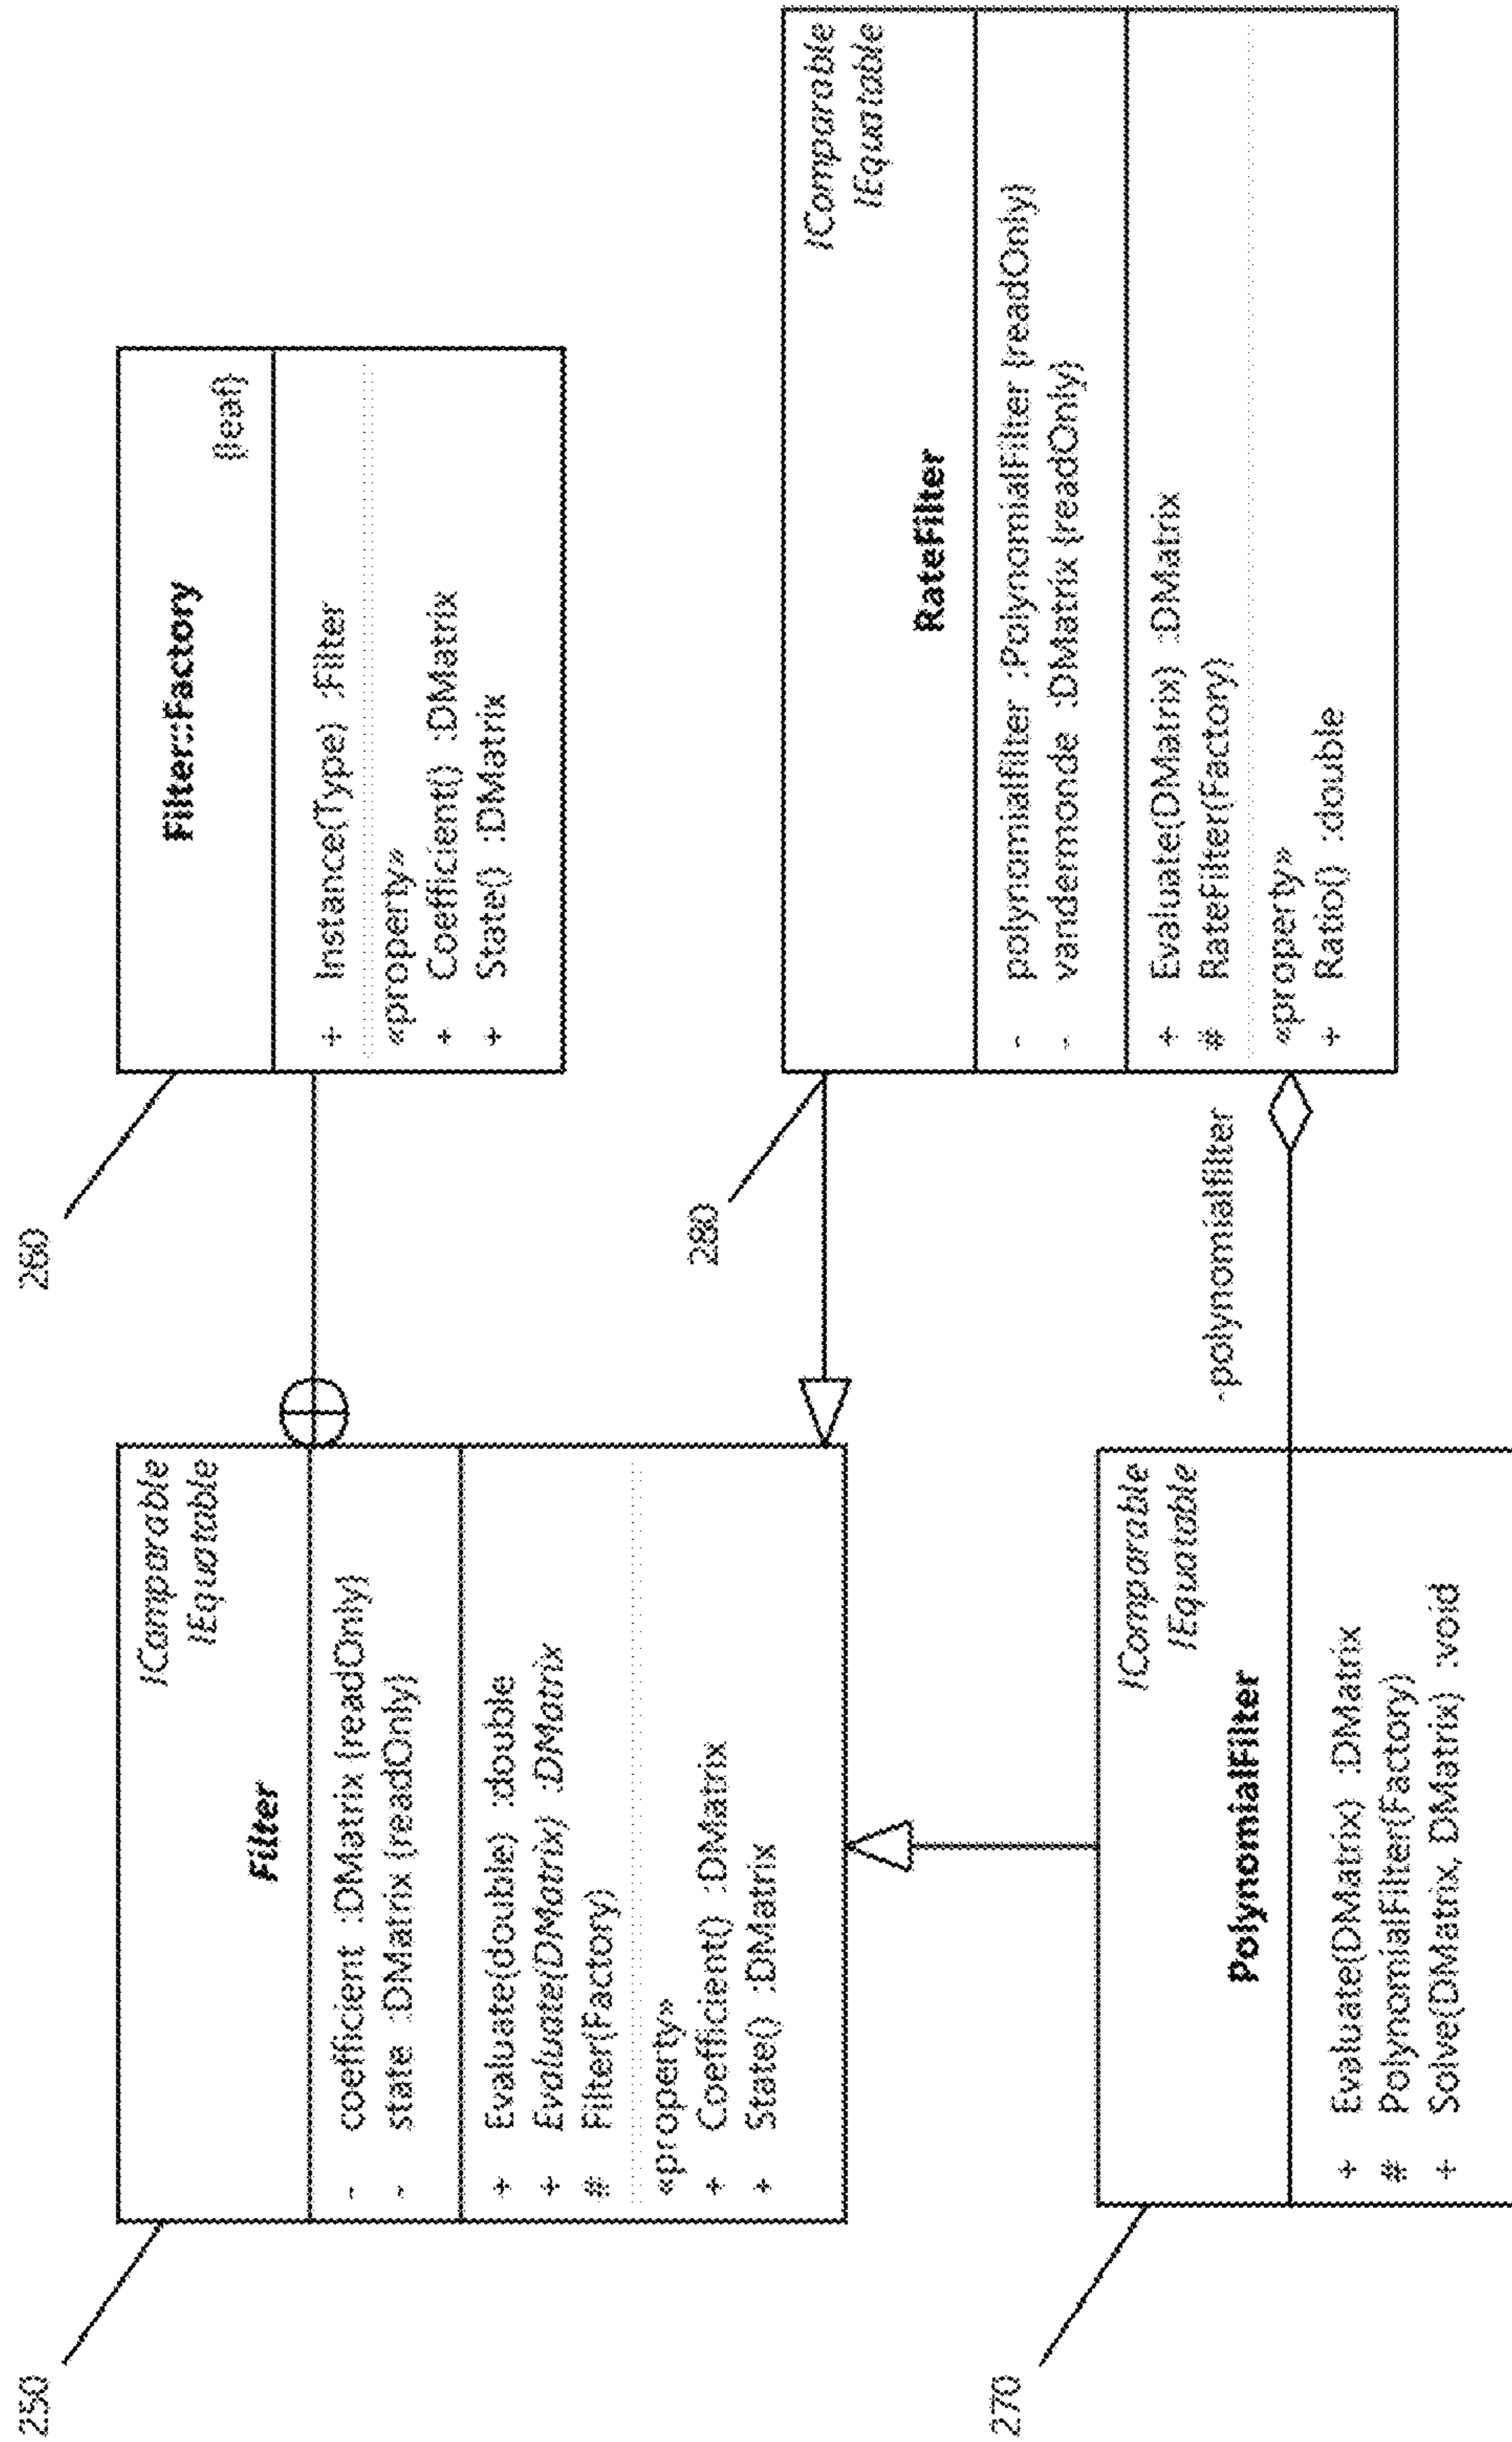 250
Filter
IComparable
IEquatable
- coefficient :DMatrix {readOnly}
- state :DMatrix {readOnly}
+ Evaluate(double) :double
+ Evaluate(DMatrix) :DMatrix
# Filter(Factory)
«property»
+ Coefficient() :DMatrix
+ State() :DMatrix
260
Filter::Factory
{leaf}
+ Instance(Type) :Filter
«property»
+ Coefficient() :DMatrix
+ State() :DMatrix
270
PolynomialFilter
IComparable
IEquatable
+ Evaluate(DMatrix) :DMatrix
# PolynomialFilter(Factory)
+ Solve(DMatrix, DMatrix) :void
-polynomialfilter
280
RateFilter
IComparable
IEquatable
- polynomialfilter :PolynomialFilter {readOnly}
- vandermonde :DMatrix {readOnly}
+ Evaluate(DMatrix) :DMatrix
# RateFilter(Factory)
«property»
+ Ratio() :double